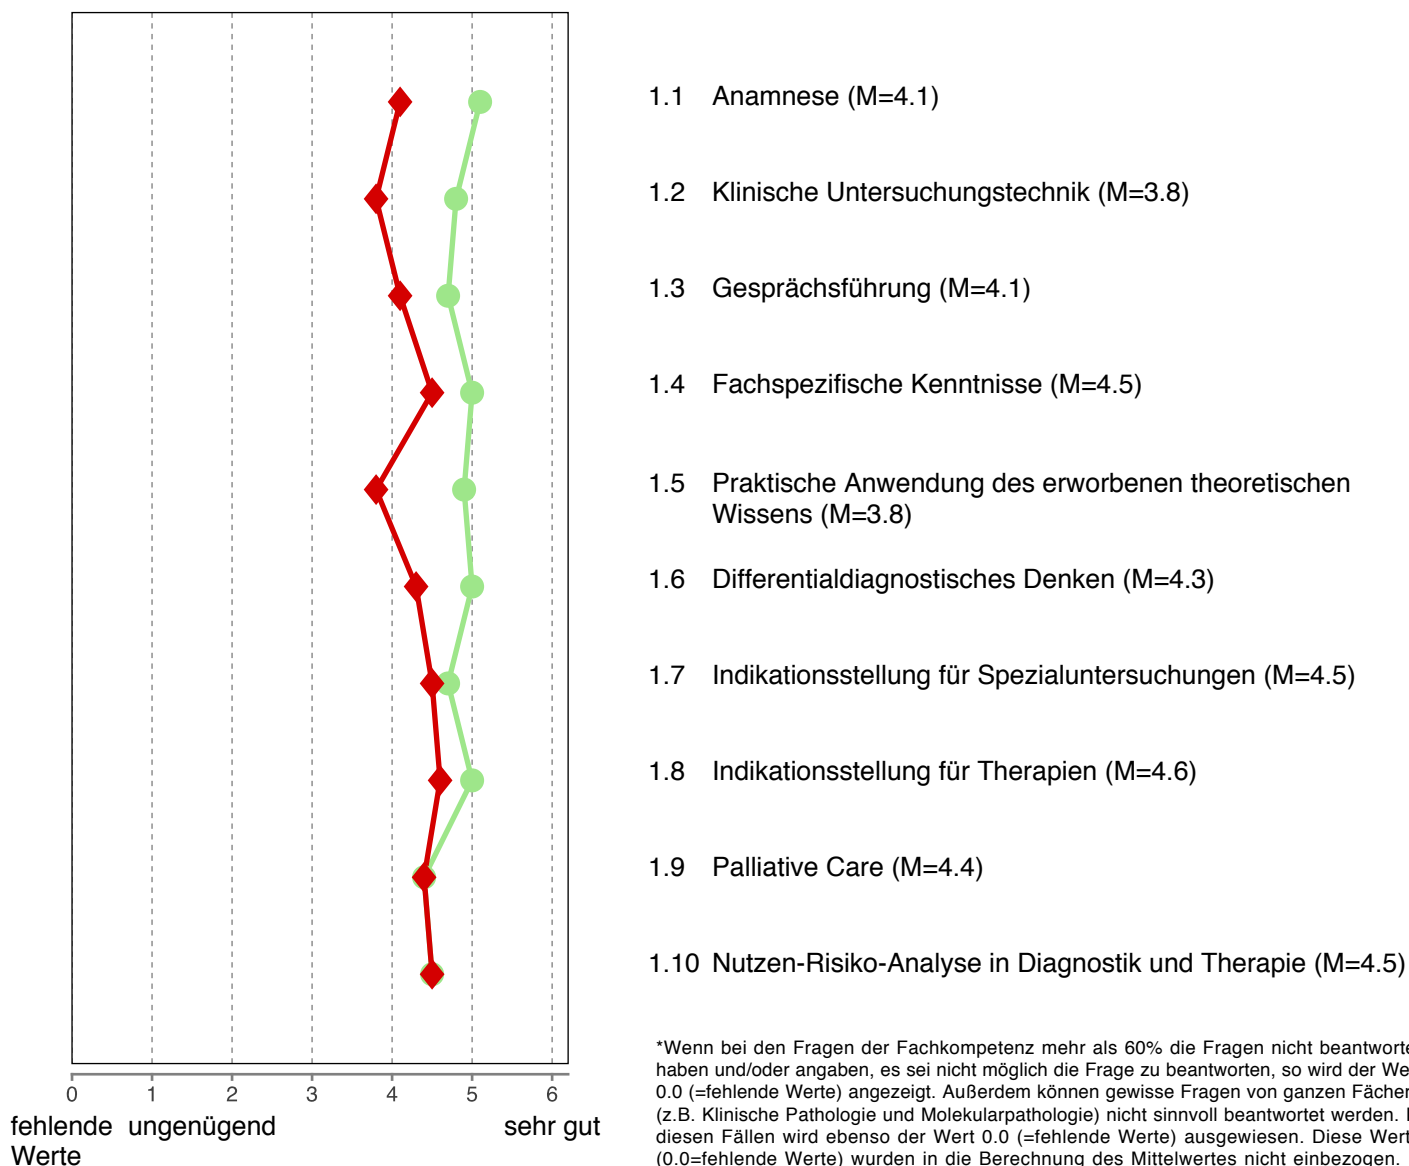 1.1 Anamnese (M=4.1)
1.2 Klinische Untersuchungstechnik (M=3.8)
1.3 Gesprächsführung (M=4.1)
1.4 Fachspezifische Kenntnisse (M=4.5)
1.5 Praktische Anwendung des erworbenen theoretischen
Wissens (M=3.8)
1.6 Differentialdiagnostisches Denken (M=4.3)
1.7 Indikationsstellung für Spezialuntersuchungen (M=4.5)
1.8 Indikationsstellung für Therapien (M=4.6)
1.9 Palliative Care (M=4.4)
1.10 Nutzen-Risiko-Analyse in Diagnostik und Therapie (M=4.5)
0 1 2 3 4 5 6
fehlende ungenügend sehr gut
Werte
*Wenn bei den Fragen der Fachkompetenz mehr als 60% die Fragen nicht
haben und/oder angaben, es sei nicht möglich die Frage zu beantworten, so wird der
0.0 (=fehlende Werte) angezeigt. Außerdem können gewisse Fragen von ganzen Fächer
(z.B. Klinische Pathologie und Molekularpathologie) nicht sinnvoll beantwortet werden.
diesen Fällen wird ebenso der Wert 0.0 (=fehlende Werte) ausgewiesen. Diese
(0.0=fehlende Werte) wurden in die Berechnung des Mittelwertes nicht einbezogen.